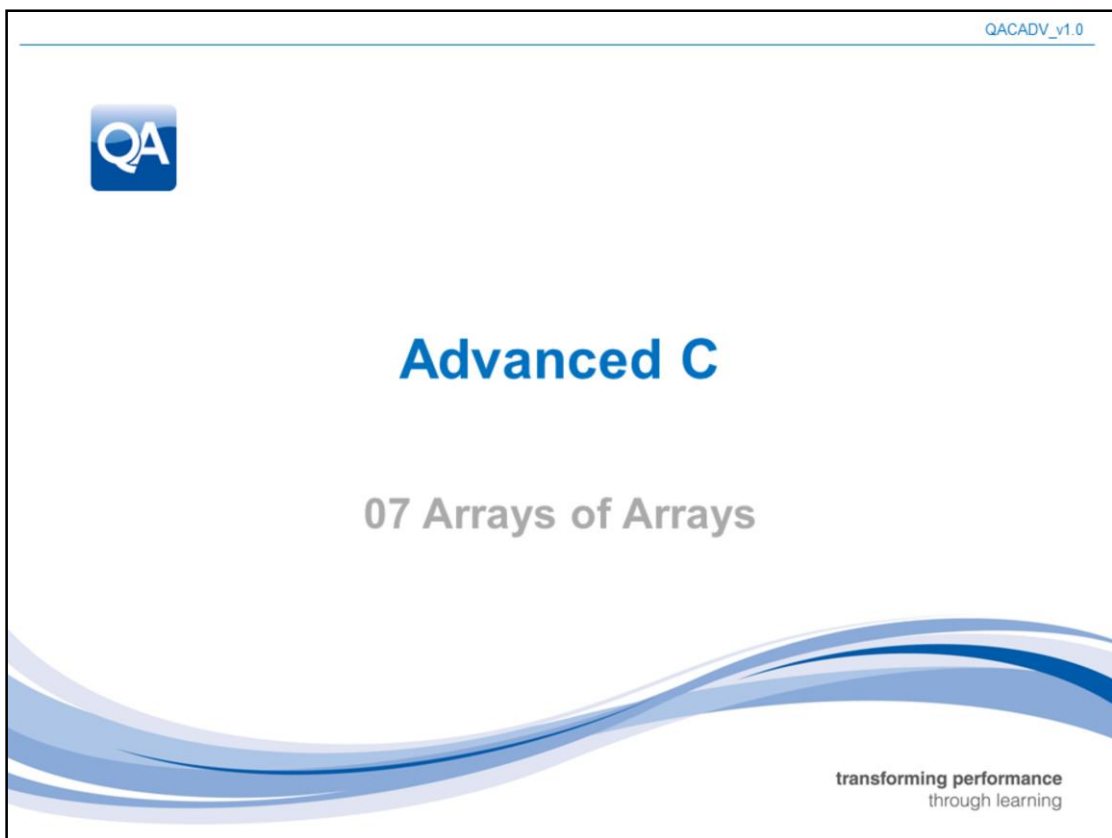 QACADV_v1.0
QA
Advanced C
07 Arrays of Arrays
transforming performance
through learning